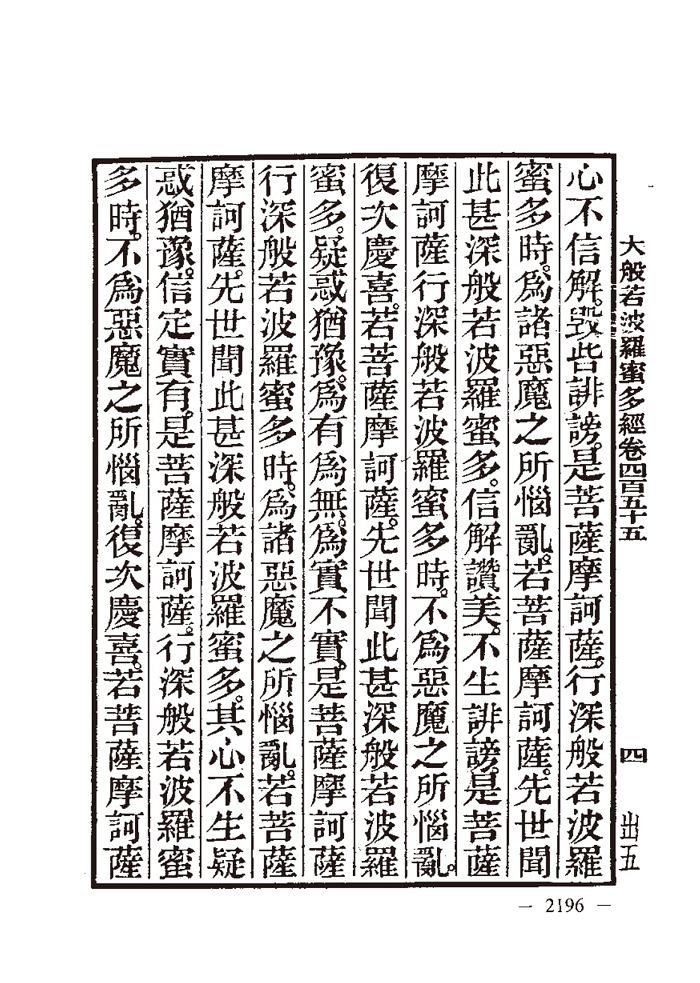 大般若波羅蜜多經卷四百五十五　四　出五
心不信解。毀呰誹謗。是菩薩摩訶薩。行深般若波羅
蜜多時。爲諸惡魔之所惱亂。若菩薩摩訶薩。先世聞
此甚深般若波羅蜜多。信解讚美。不生誹謗。是菩薩
摩訶薩行深般若波羅蜜多時。不爲惡魔之所惱亂。
復次慶喜。若菩薩摩訶薩。先世聞此甚深般若波羅
蜜多。疑惑猶豫。爲有爲無。爲實不實。是菩薩摩訶薩
行深般若波羅蜜多時。爲諸惡魔之所惱亂。若菩薩
摩訶薩。先世聞此甚深般若波羅蜜多。其心不生疑
惑猶豫。信定實有。是菩薩摩訶薩。行深般若波羅蜜
多時。不爲惡魔之所惱亂。復次慶喜。若菩薩摩訶薩
— 2196 —